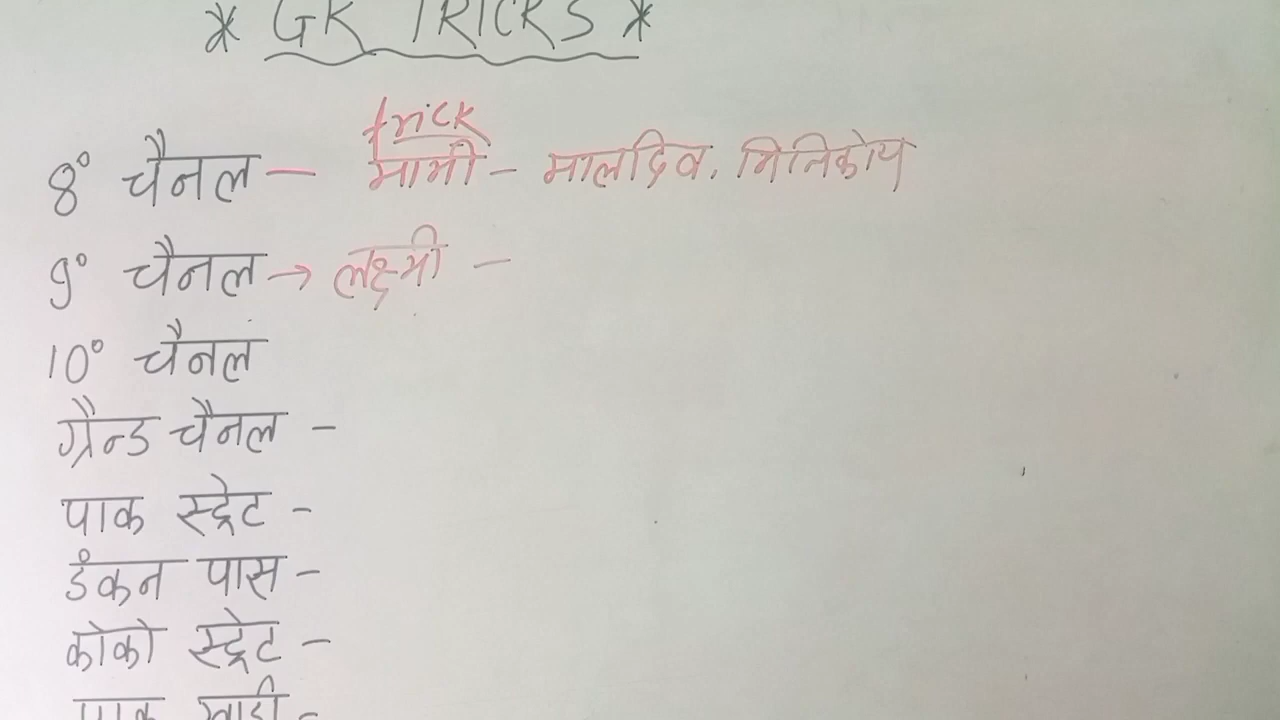 * GK TRICKS *
trick
8° चैनल — मामी - मालदिव, मिनिकोय
9° चैनल → लक्ष्मी -
10° चैनल
ग्रैन्ड चैनल -
पाक स्ट्रेट -
डंकन पास -
कोको स्ट्रेट -
पाक खाडी -